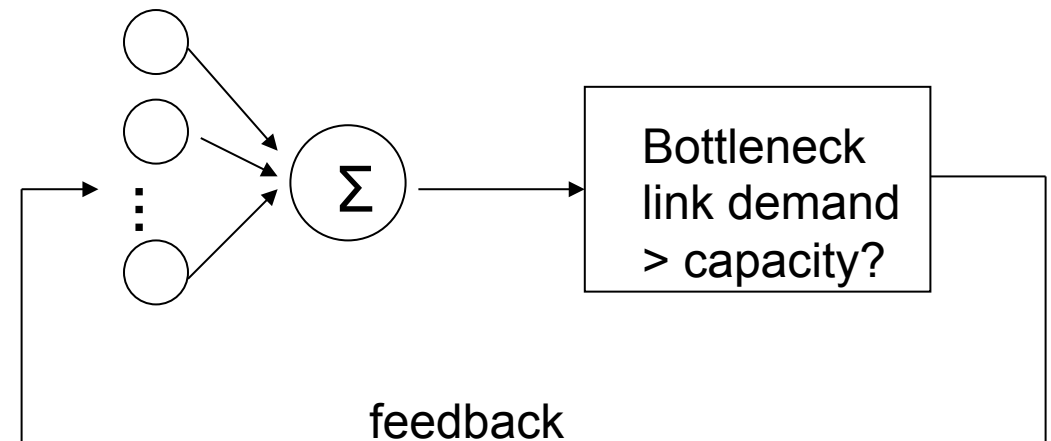 Σ
Bottleneck
link demand
> capacity?
feedback